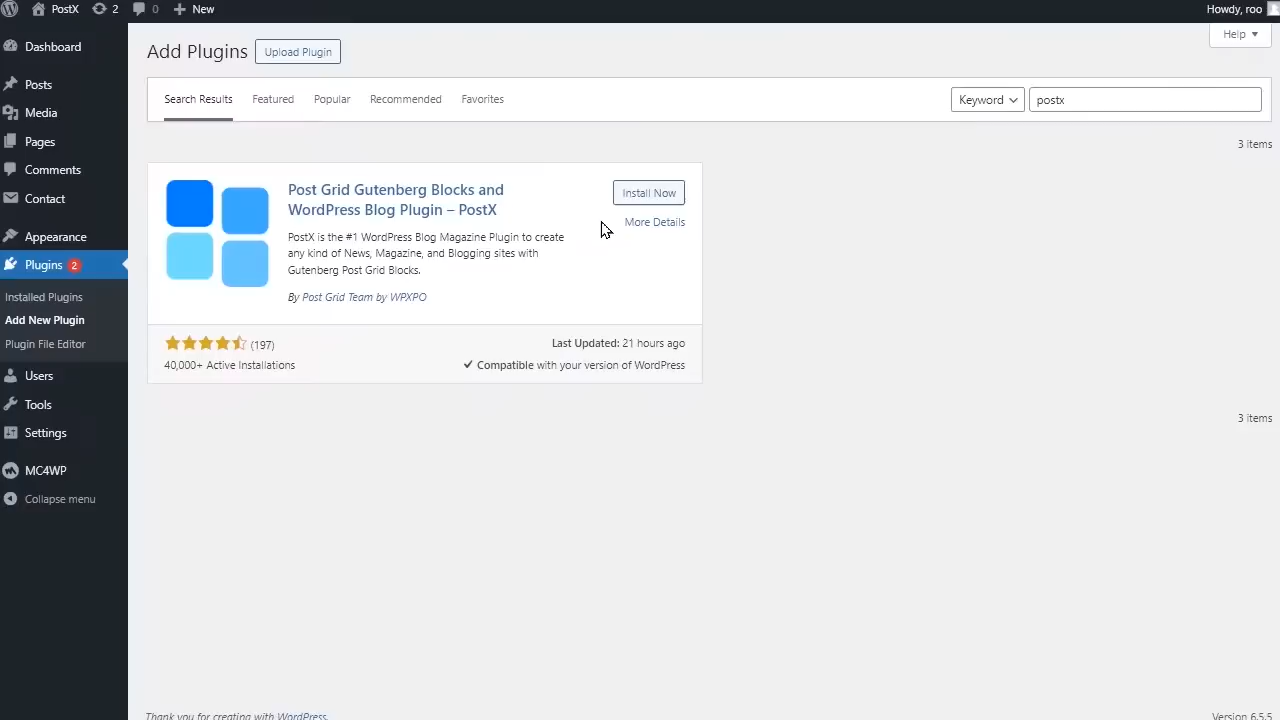 PostX 2 0 New Howdy, roo
Dashboard
Posts
Media
Pages
Comments
Contact
Appearance
Plugins 2
Installed Plugins
Add New Plugin
Plugin File Editor
Users
Tools
Settings
MC4WP
Collapse menu
Help
Add Plugins Upload Plugin
Search Results Featured Popular Recommended Favorites Keyword postx
3 items
Post Grid Gutenberg Blocks and
WordPress Blog Plugin – PostX
Install Now
More Details
PostX is the #1 WordPress Blog Magazine Plugin to create
any kind of News, Magazine, and Blogging sites with
Gutenberg Post Grid Blocks.
By Post Grid Team by WPXPO
(197)
Last Updated: 21 hours ago
40,000+ Active Installations
Compatible with your version of WordPress
3 items
Thank you for creating with WordPress.
Version 6.5.5